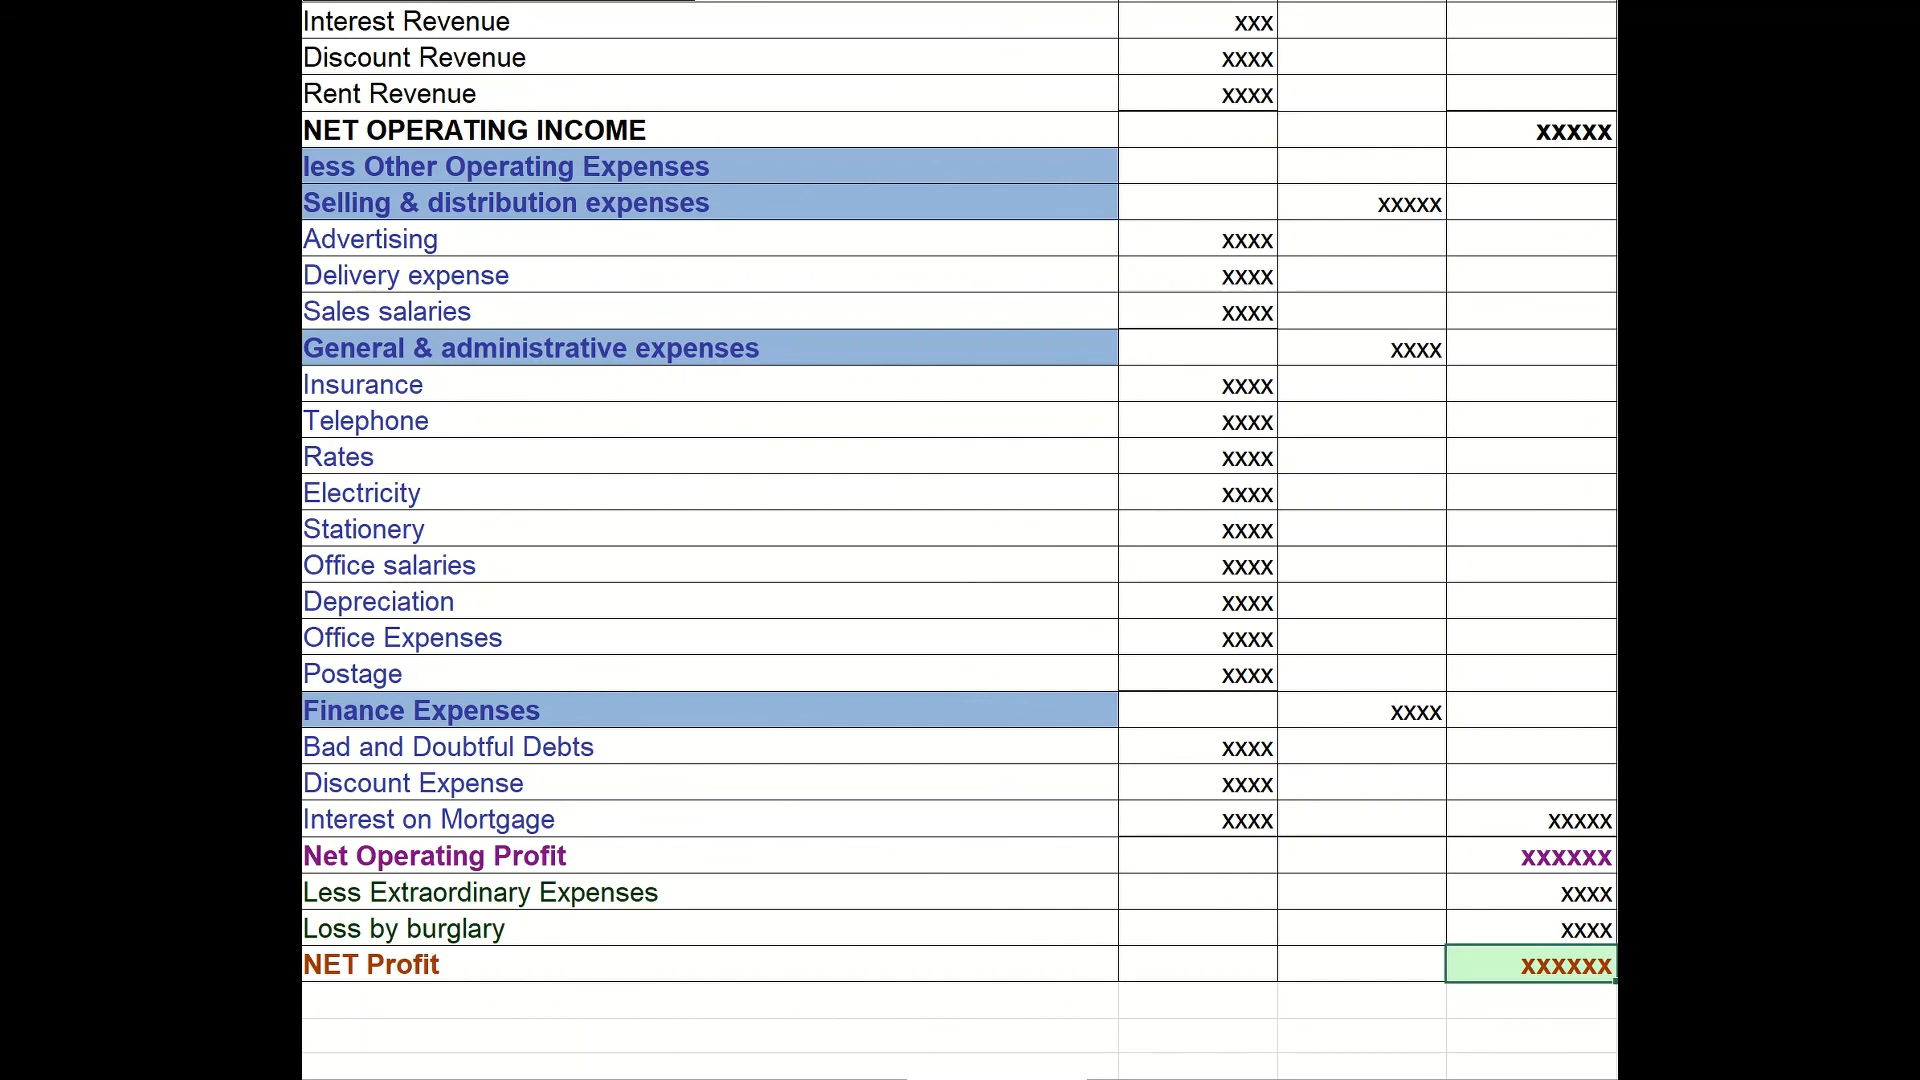 Interest Revenue xxx
Discount Revenue xxxx
Rent Revenue xxxx
NET OPERATING INCOME xxxxx
less Other Operating Expenses
Selling & distribution expenses xxxxx
Advertising xxxx
Delivery expense xxxx
Sales salaries xxxx
General & administrative expenses xxxx
Insurance xxxx
Telephone xxxx
Rates xxxx
Electricity xxxx
Stationery xxxx
Office salaries xxxx
Depreciation xxxx
Office Expenses xxxx
Postage xxxx
Finance Expenses xxxx
Bad and Doubtful Debts xxxx
Discount Expense xxxx
Interest on Mortgage xxxx xxxxx
Net Operating Profit xxxxxx
Less Extraordinary Expenses xxxx
Loss by burglary xxxx
NET Profit xxxxxx